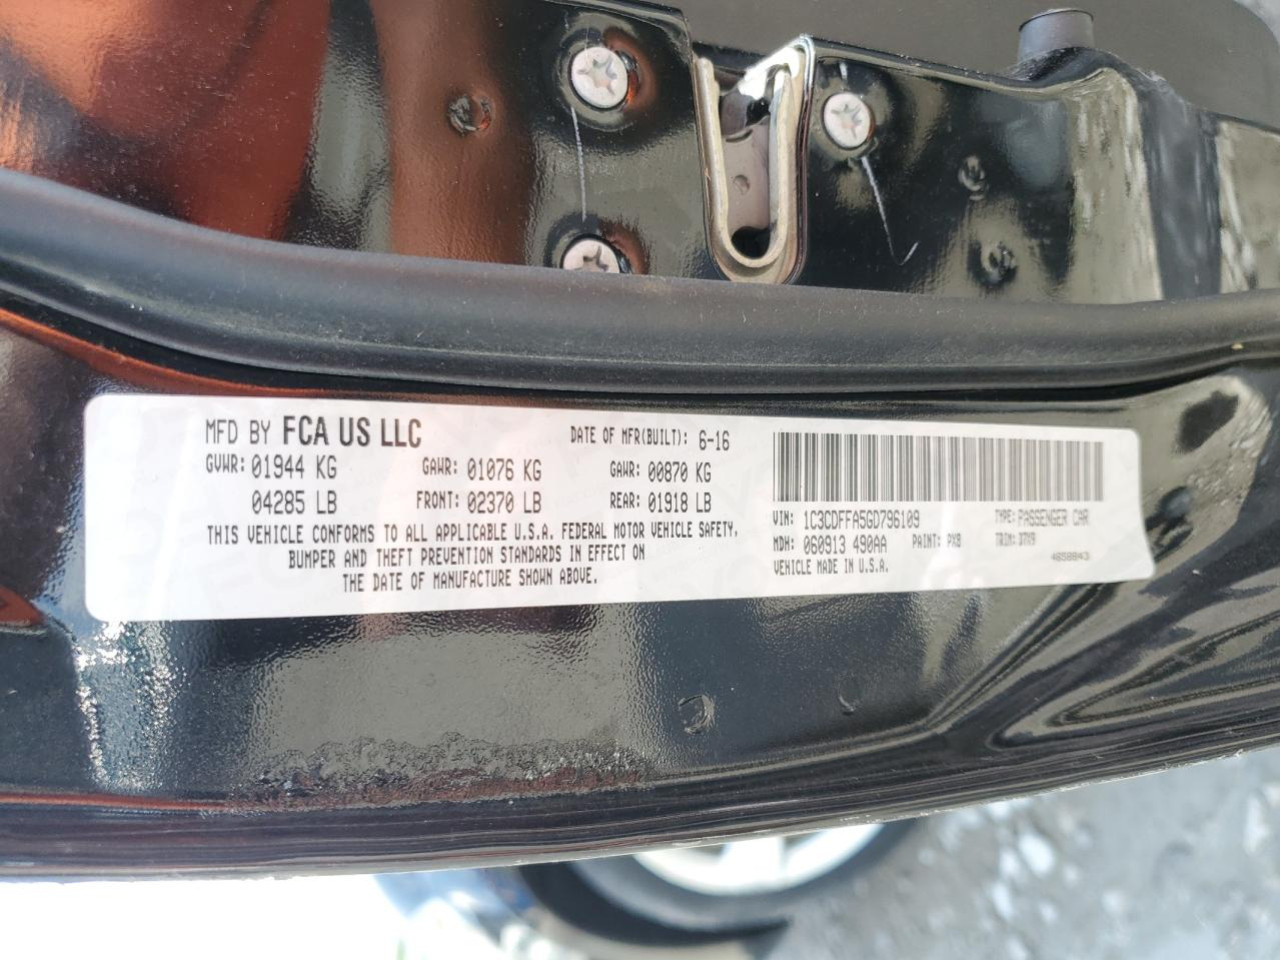 MFD BY FCA US LLC DATE OF MFR(BUILT): 6-16
GVWR: 01944 KG GAWR: 01076 KG GAWR: 00870 KG
04285 LB FRONT: 02370 LB REAR: 01918 LB
THIS VEHICLE CONFORMS TO ALL APPLICABLE U.S.A. FEDERAL MOTOR VEHICLE SAFETY,
BUMPER AND THEFT PREVENTION STANDARDS IN EFFECT ON
THE DATE OF MANUFACTURE SHOWN ABOVE.
VIN: 1C3CDFFA5GD796109 TYPE: PASSENGER CAR
MDH: 060913 490AA PAINT: PX8 TRIM: D7X9
VEHICLE MADE IN U.S.A.